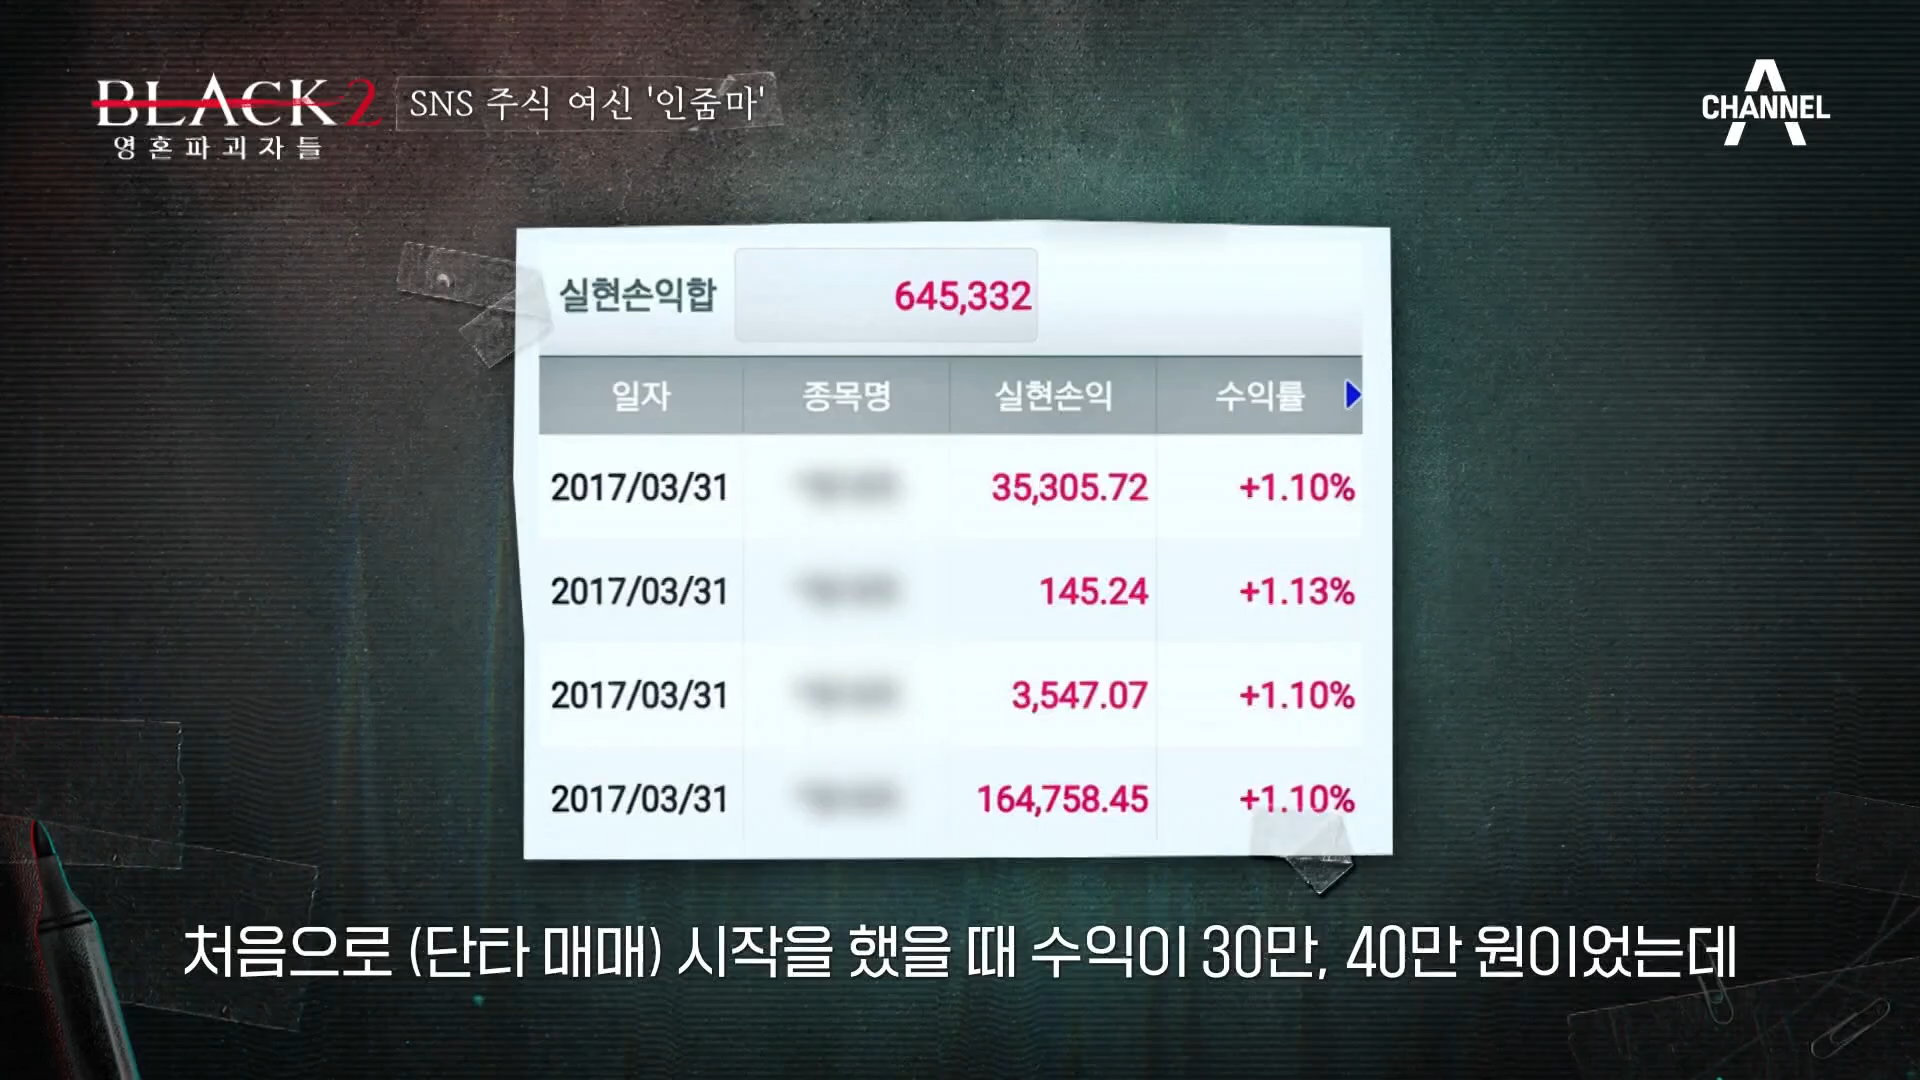 BLACK2
영혼파괴자들
SNS 주식 여신 '인줌마'
CHANNEL A
실현손익합 645,332
일자 종목명 실현손익 수익률
2017/03/31 35,305.72 +1.10%
2017/03/31 145.24 +1.13%
2017/03/31 3,547.07 +1.10%
2017/03/31 164,758.45 +1.10%
처음으로 (단타 매매) 시작을 했을 때 수익이 30만, 40만 원이었는데